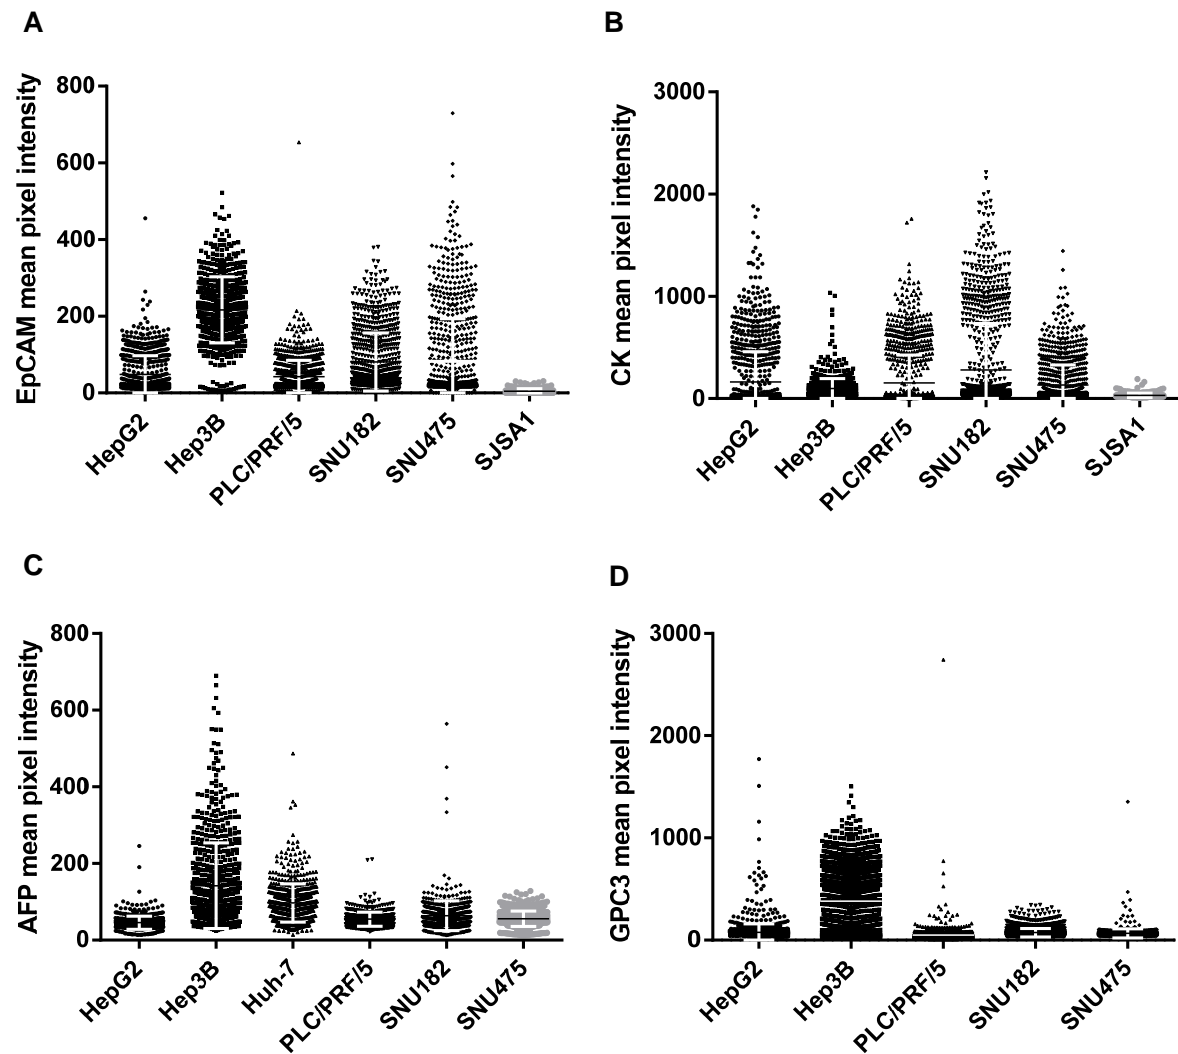 A
EpCAM mean pixel intensity
800
600
400
200
0
HepG2
Hep3B
PLC/PRF/5
SNU182
SNU475
SJSA1
B
CK mean pixel intensity
3000
2000
1000
0
HepG2
Hep3B
PLC/PRF/5
SNU182
SNU475
SJSA1
C
AFP mean pixel intensity
800
600
400
200
0
HepG2
Hep3B
Huh-7
PLC/PRF/5
SNU182
SNU475
D
GPC3 mean pixel intensity
3000
2000
1000
0
HepG2
Hep3B
PLC/PRF/5
SNU182
SNU475